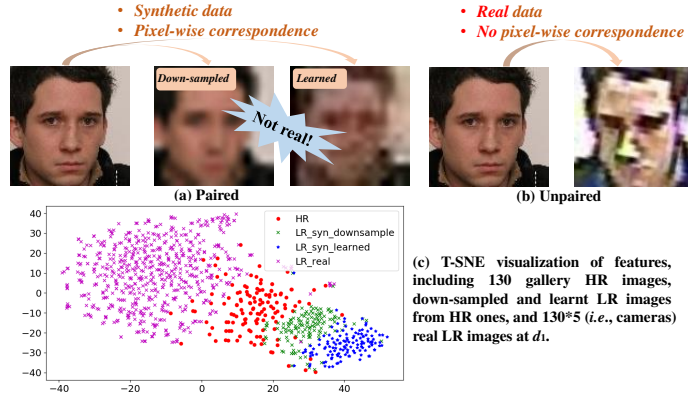 • Synthetic data
• Pixel-wise correspondence
• Real data
• No pixel-wise correspondence
Down-sampled
Learned
Not real!
(a) Paired
(b) Unpaired
40
30
20
10
0
−10
−20
−30
−40
−40
−20
0
20
40
HR
LR_syn_downsample
LR_syn_learned
LR_real
(c) T-SNE visualization of features,
including 130 gallery HR images,
down-sampled and learnt LR images
from HR ones, and 130*5 (i.e., cameras)
real LR images at d1.